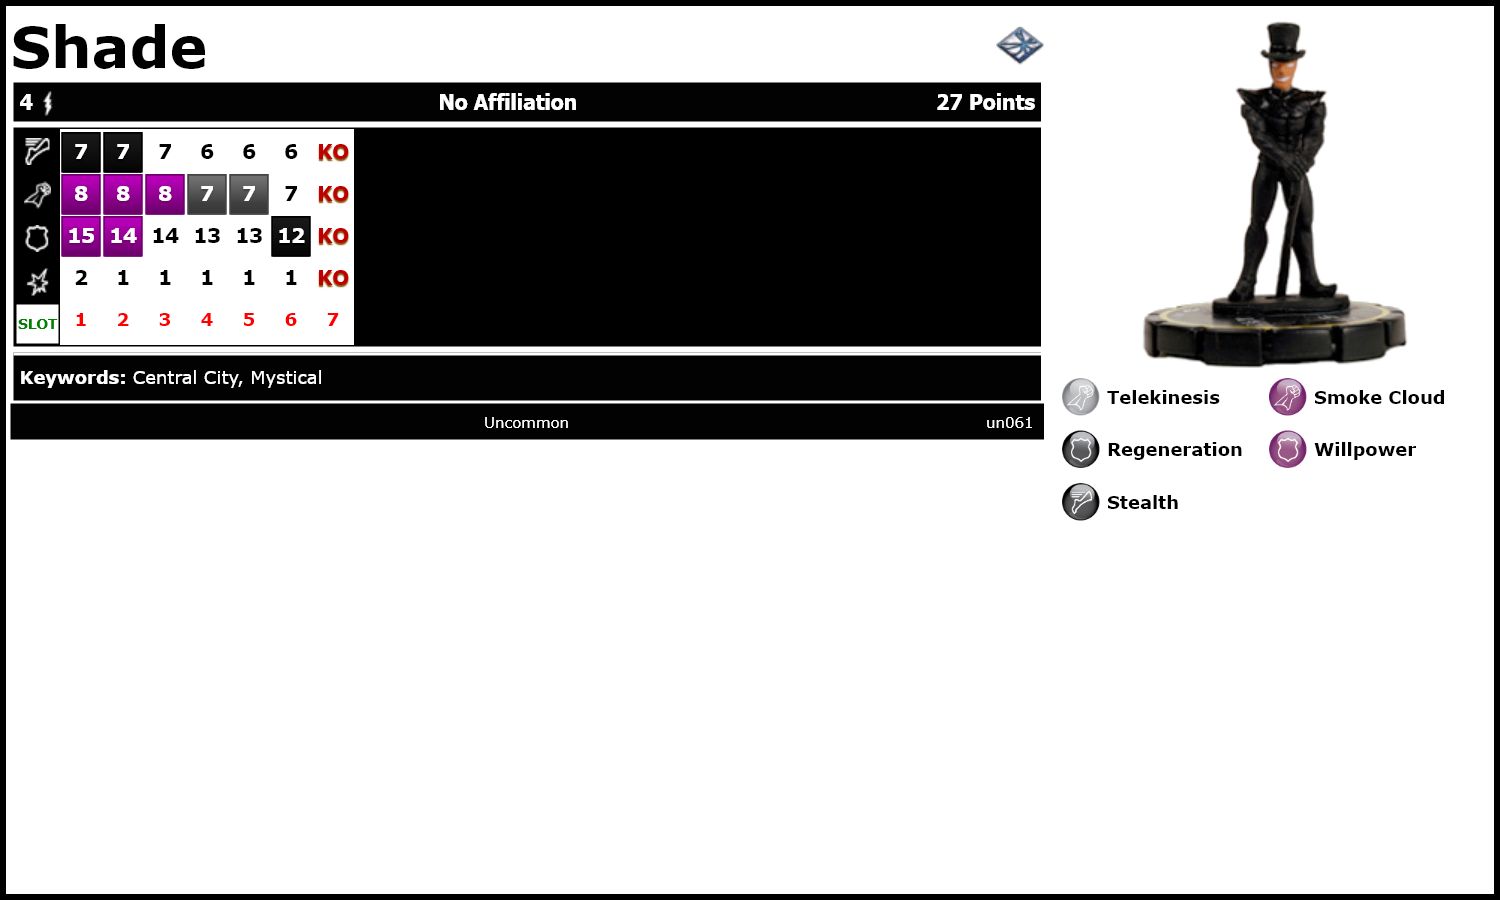 Shade
4 No Affiliation 27 Points
7 7 7 6 6 6 KO
8 8 8 7 7 7 KO
15 14 14 13 13 12 KO
2 1 1 1 1 1 KO
SLOT 1 2 3 4 5 6 7
Keywords: Central City, Mystical
Uncommon un061
Telekinesis Smoke Cloud
Regeneration Willpower
Stealth